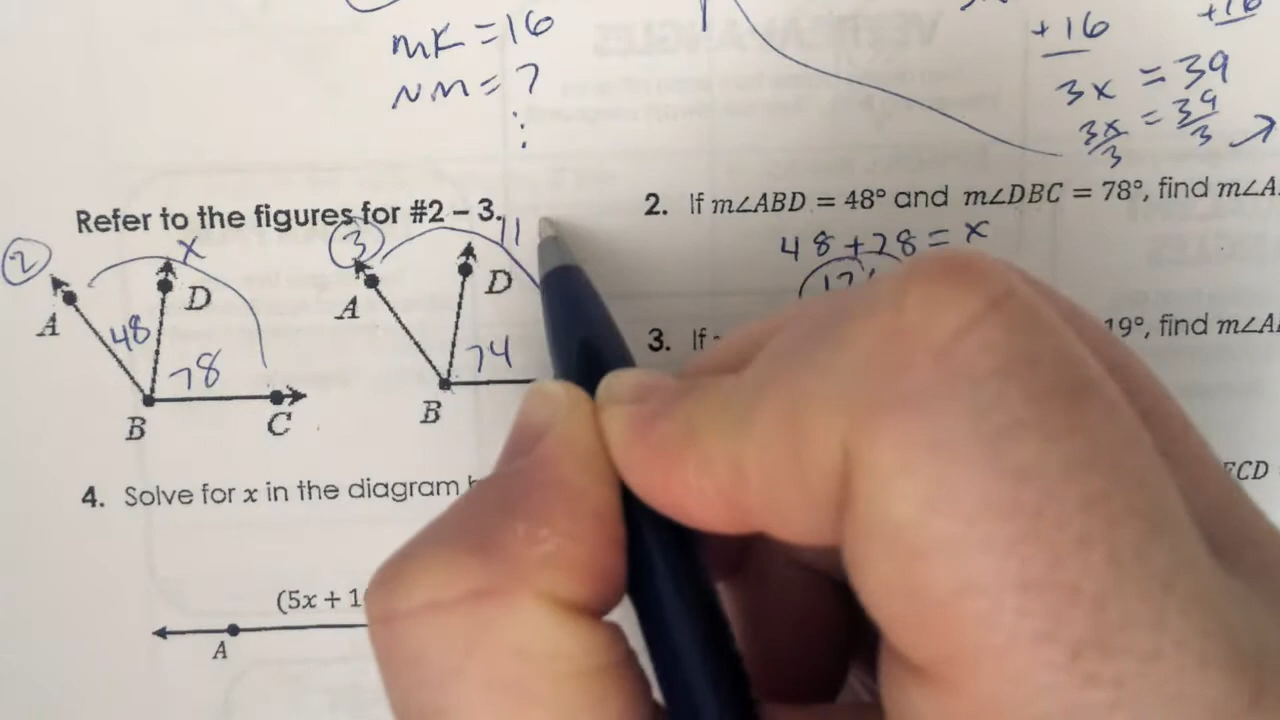 mK = 16
NM = ?
+ 16
+16
3x = 39
3x/3 = 39/3
Refer to the figures for #2 – 3.
2
A
48
x
D
78
B
C
3
A
11
D
74
B
2. If m∠ABD = 48° and m∠DBC = 78°, find m∠A
48 + 78 = x
3. If
19°, find m∠A
4. Solve for x in the diagram
ECD
(5x + 1
A